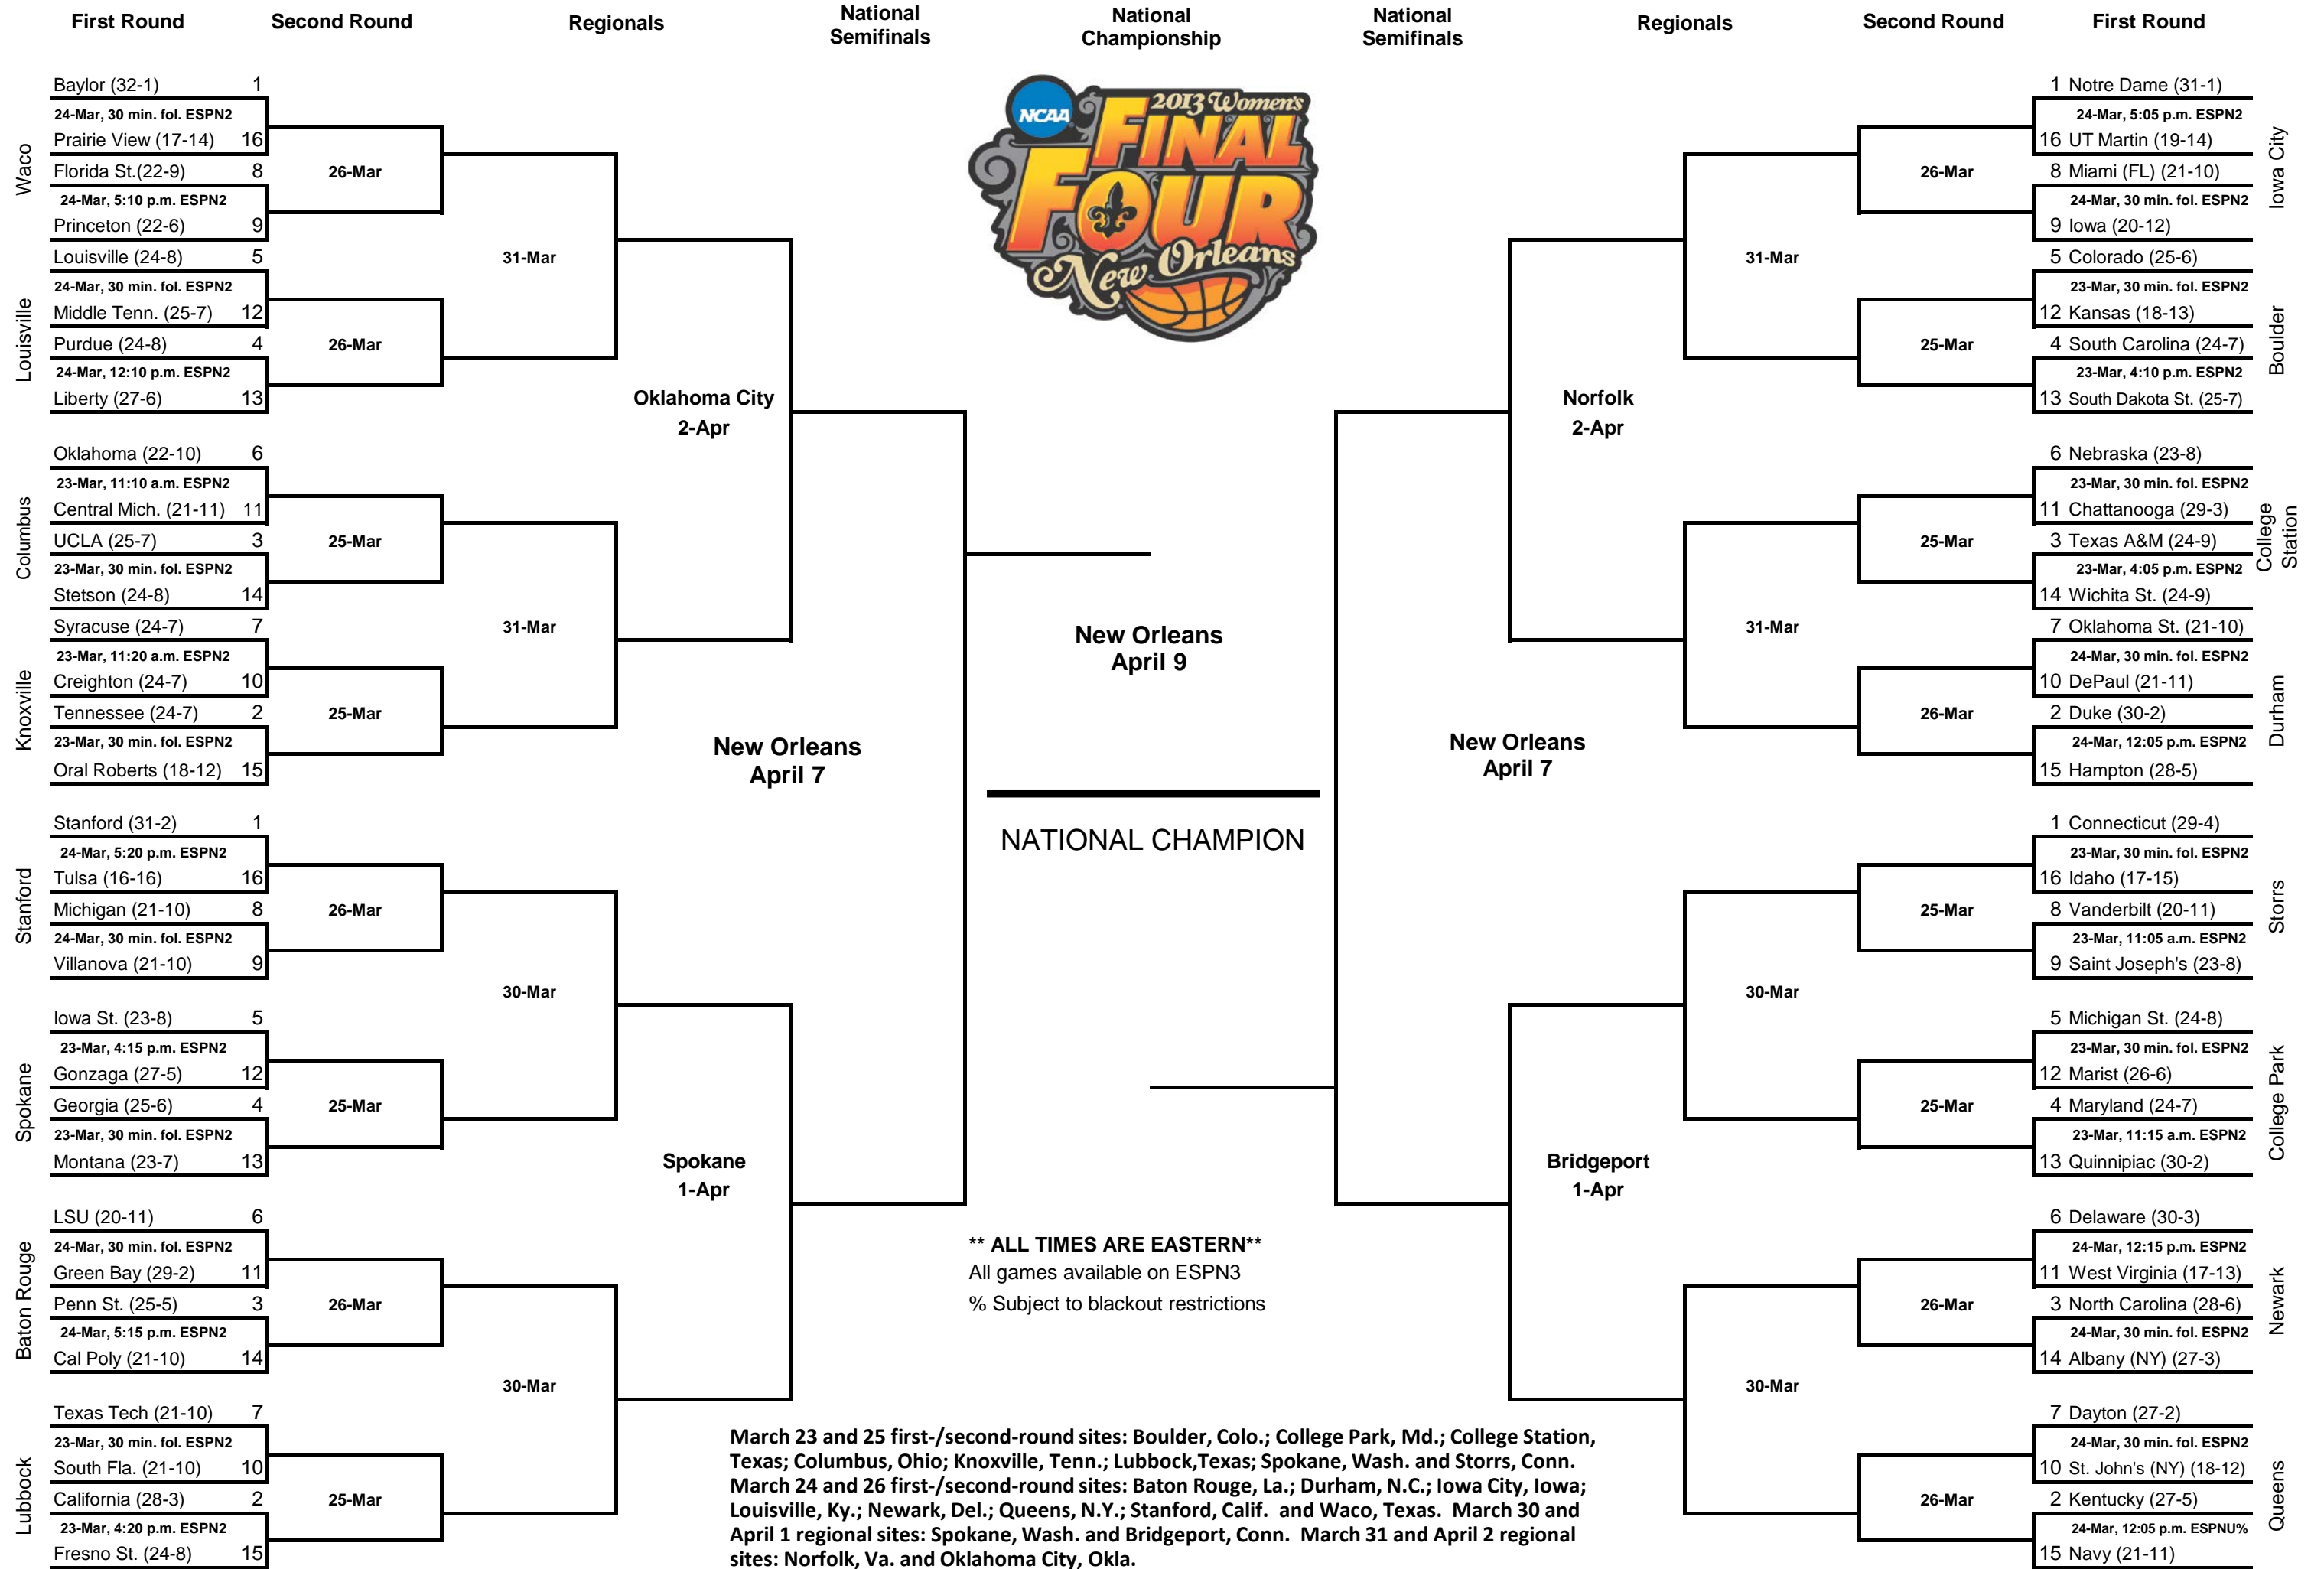 First Round
Second Round
Regionals
National
Semifinals
National
Championship
National
Semifinals
Regionals
Second Round
First Round
NCAA
2013 Women's
FINAL
FOUR
New Orleans
Waco
Baylor (32-1) 1
24-Mar, 30 min. fol. ESPN2
Prairie View (17-14) 16
Florida St.(22-9) 8
24-Mar, 5:10 p.m. ESPN2
Princeton (22-6) 9
26-Mar
Louisville
Louisville (24-8) 5
24-Mar, 30 min. fol. ESPN2
Middle Tenn. (25-7) 12
Purdue (24-8) 4
24-Mar, 12:10 p.m. ESPN2
Liberty (27-6) 13
26-Mar
31-Mar
Columbus
Oklahoma (22-10) 6
23-Mar, 11:10 a.m. ESPN2
Central Mich. (21-11) 11
UCLA (25-7) 3
23-Mar, 30 min. fol. ESPN2
Stetson (24-8) 14
25-Mar
Knoxville
Syracuse (24-7) 7
23-Mar, 11:20 a.m. ESPN2
Creighton (24-7) 10
Tennessee (24-7) 2
23-Mar, 30 min. fol. ESPN2
Oral Roberts (18-12) 15
25-Mar
31-Mar
Oklahoma City
2-Apr
Stanford
Stanford (31-2) 1
24-Mar, 5:20 p.m. ESPN2
Tulsa (16-16) 16
Michigan (21-10) 8
24-Mar, 30 min. fol. ESPN2
Villanova (21-10) 9
26-Mar
Spokane
Iowa St. (23-8) 5
23-Mar, 4:15 p.m. ESPN2
Gonzaga (27-5) 12
Georgia (25-6) 4
23-Mar, 30 min. fol. ESPN2
Montana (23-7) 13
25-Mar
30-Mar
Baton Rouge
LSU (20-11) 6
24-Mar, 30 min. fol. ESPN2
Green Bay (29-2) 11
Penn St. (25-5) 3
24-Mar, 5:15 p.m. ESPN2
Cal Poly (21-10) 14
26-Mar
Lubbock
Texas Tech (21-10) 7
23-Mar, 30 min. fol. ESPN2
South Fla. (21-10) 10
California (28-3) 2
23-Mar, 4:20 p.m. ESPN2
Fresno St. (24-8) 15
25-Mar
30-Mar
Spokane
1-Apr
New Orleans
April 7
New Orleans
April 9
NATIONAL CHAMPION
New Orleans
April 7
1 Notre Dame (31-1)
24-Mar, 5:05 p.m. ESPN2
16 UT Martin (19-14)
8 Miami (FL) (21-10)
24-Mar, 30 min. fol. ESPN2
9 Iowa (20-12)
Iowa City
26-Mar
5 Colorado (25-6)
23-Mar, 30 min. fol. ESPN2
12 Kansas (18-13)
4 South Carolina (24-7)
23-Mar, 4:10 p.m. ESPN2
13 South Dakota St. (25-7)
Boulder
25-Mar
31-Mar
6 Nebraska (23-8)
23-Mar, 30 min. fol. ESPN2
11 Chattanooga (29-3)
3 Texas A&M (24-9)
23-Mar, 4:05 p.m. ESPN2
14 Wichita St. (24-9)
College
Station
25-Mar
7 Oklahoma St. (21-10)
24-Mar, 30 min. fol. ESPN2
10 DePaul (21-11)
2 Duke (30-2)
24-Mar, 12:05 p.m. ESPN2
15 Hampton (28-5)
Durham
26-Mar
31-Mar
Norfolk
2-Apr
1 Connecticut (29-4)
23-Mar, 30 min. fol. ESPN2
16 Idaho (17-15)
8 Vanderbilt (20-11)
23-Mar, 11:05 a.m. ESPN2
9 Saint Joseph's (23-8)
Storrs
25-Mar
5 Michigan St. (24-8)
23-Mar, 30 min. fol. ESPN2
12 Marist (26-6)
4 Maryland (24-7)
23-Mar, 11:15 a.m. ESPN2
13 Quinnipiac (30-2)
College Park
25-Mar
30-Mar
6 Delaware (30-3)
24-Mar, 12:15 p.m. ESPN2
11 West Virginia (17-13)
3 North Carolina (28-6)
24-Mar, 30 min. fol. ESPN2
14 Albany (NY) (27-3)
Newark
26-Mar
7 Dayton (27-2)
24-Mar, 30 min. fol. ESPN2
10 St. John's (NY) (18-12)
2 Kentucky (27-5)
24-Mar, 12:05 p.m. ESPNU%
15 Navy (21-11)
Queens
26-Mar
30-Mar
Bridgeport
1-Apr
** ALL TIMES ARE EASTERN**
All games available on ESPN3
% Subject to blackout restrictions
March 23 and 25 first-/second-round sites: Boulder, Colo.; College Park, Md.; College Station,
Texas; Columbus, Ohio; Knoxville, Tenn.; Lubbock,Texas; Spokane, Wash. and Storrs, Conn.
March 24 and 26 first-/second-round sites: Baton Rouge, La.; Durham, N.C.; Iowa City, Iowa;
Louisville, Ky.; Newark, Del.; Queens, N.Y.; Stanford, Calif. and Waco, Texas. March 30 and
April 1 regional sites: Spokane, Wash. and Bridgeport, Conn. March 31 and April 2 regional
sites: Norfolk, Va. and Oklahoma City, Okla.